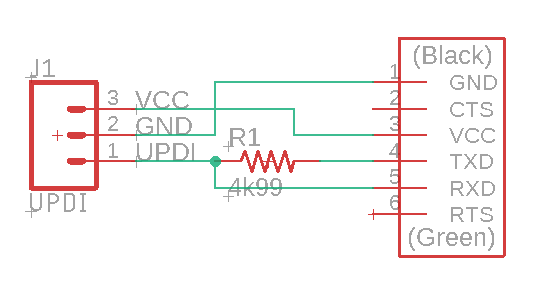 J1
3 VCC
2 GND
1 UPDI
UPDI
R1
4k99
(Black)
1 GND
2 CTS
3 VCC
4 TXD
5 RXD
6 RTS
(Green)